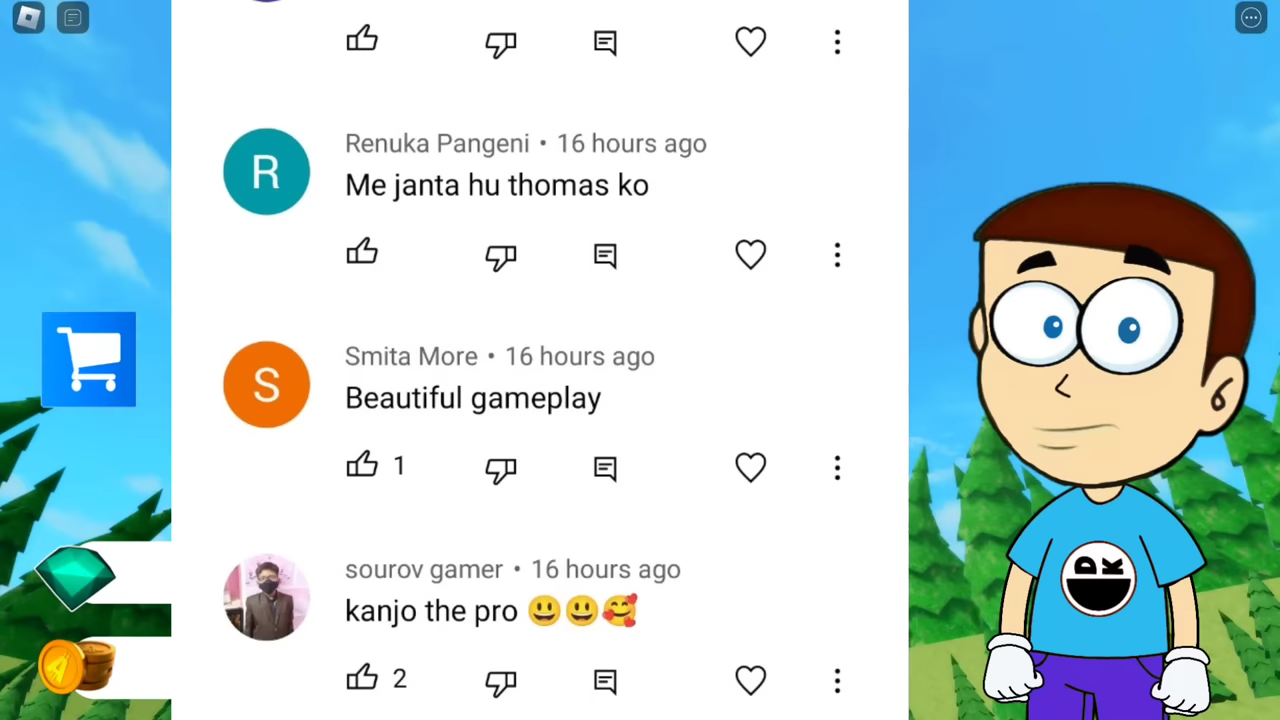 Renuka Pangeni • 16 hours ago
R
Me janta hu thomas ko
Smita More • 16 hours ago
S
Beautiful gameplay
1
sourov gamer • 16 hours ago
kanjo the pro 😃😃🥰
2
DK
A